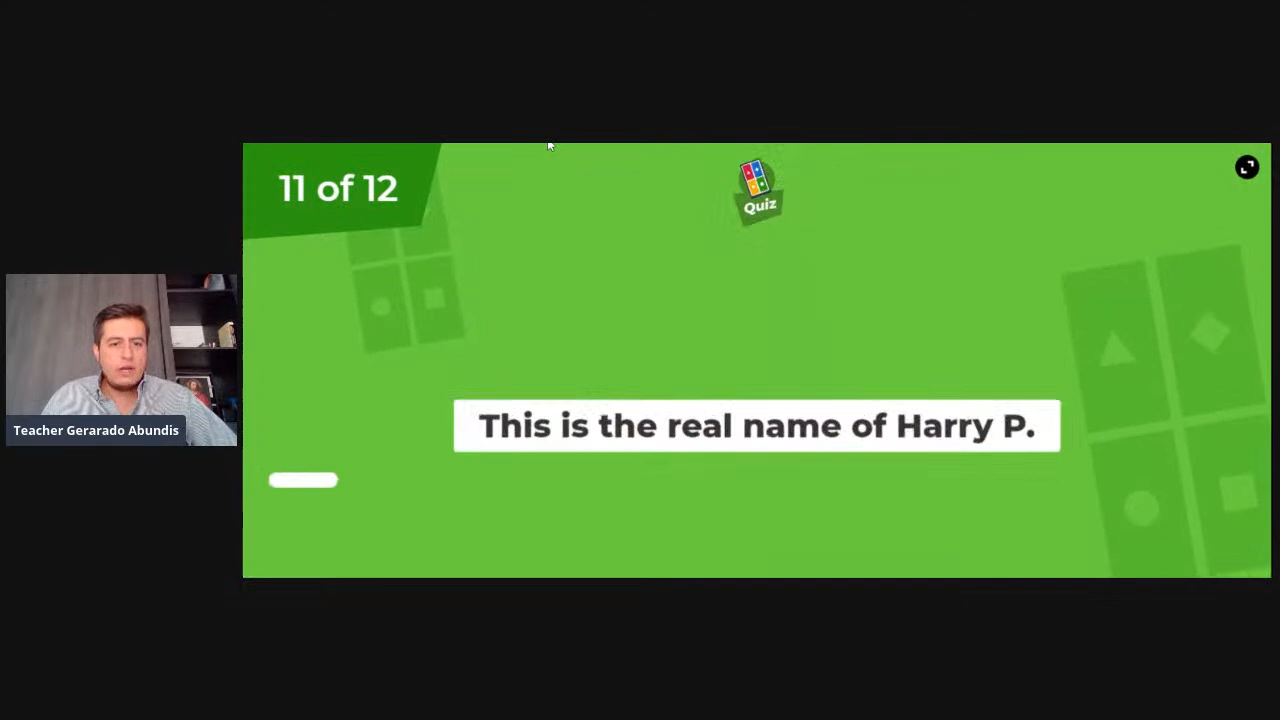 11 of 12
Quiz
This is the real name of Harry P.
Teacher Gerarado Abundis